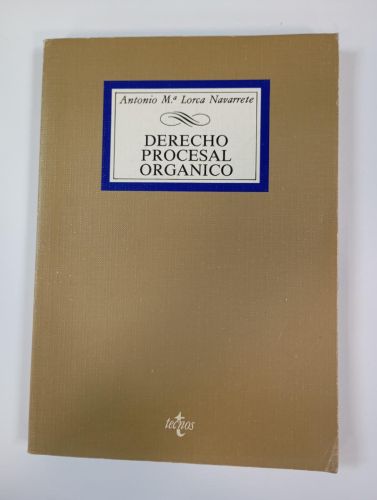 Antonio M.ª Lorca Navarrete
DERECHO
PROCESAL
ORGANICO
tecnos